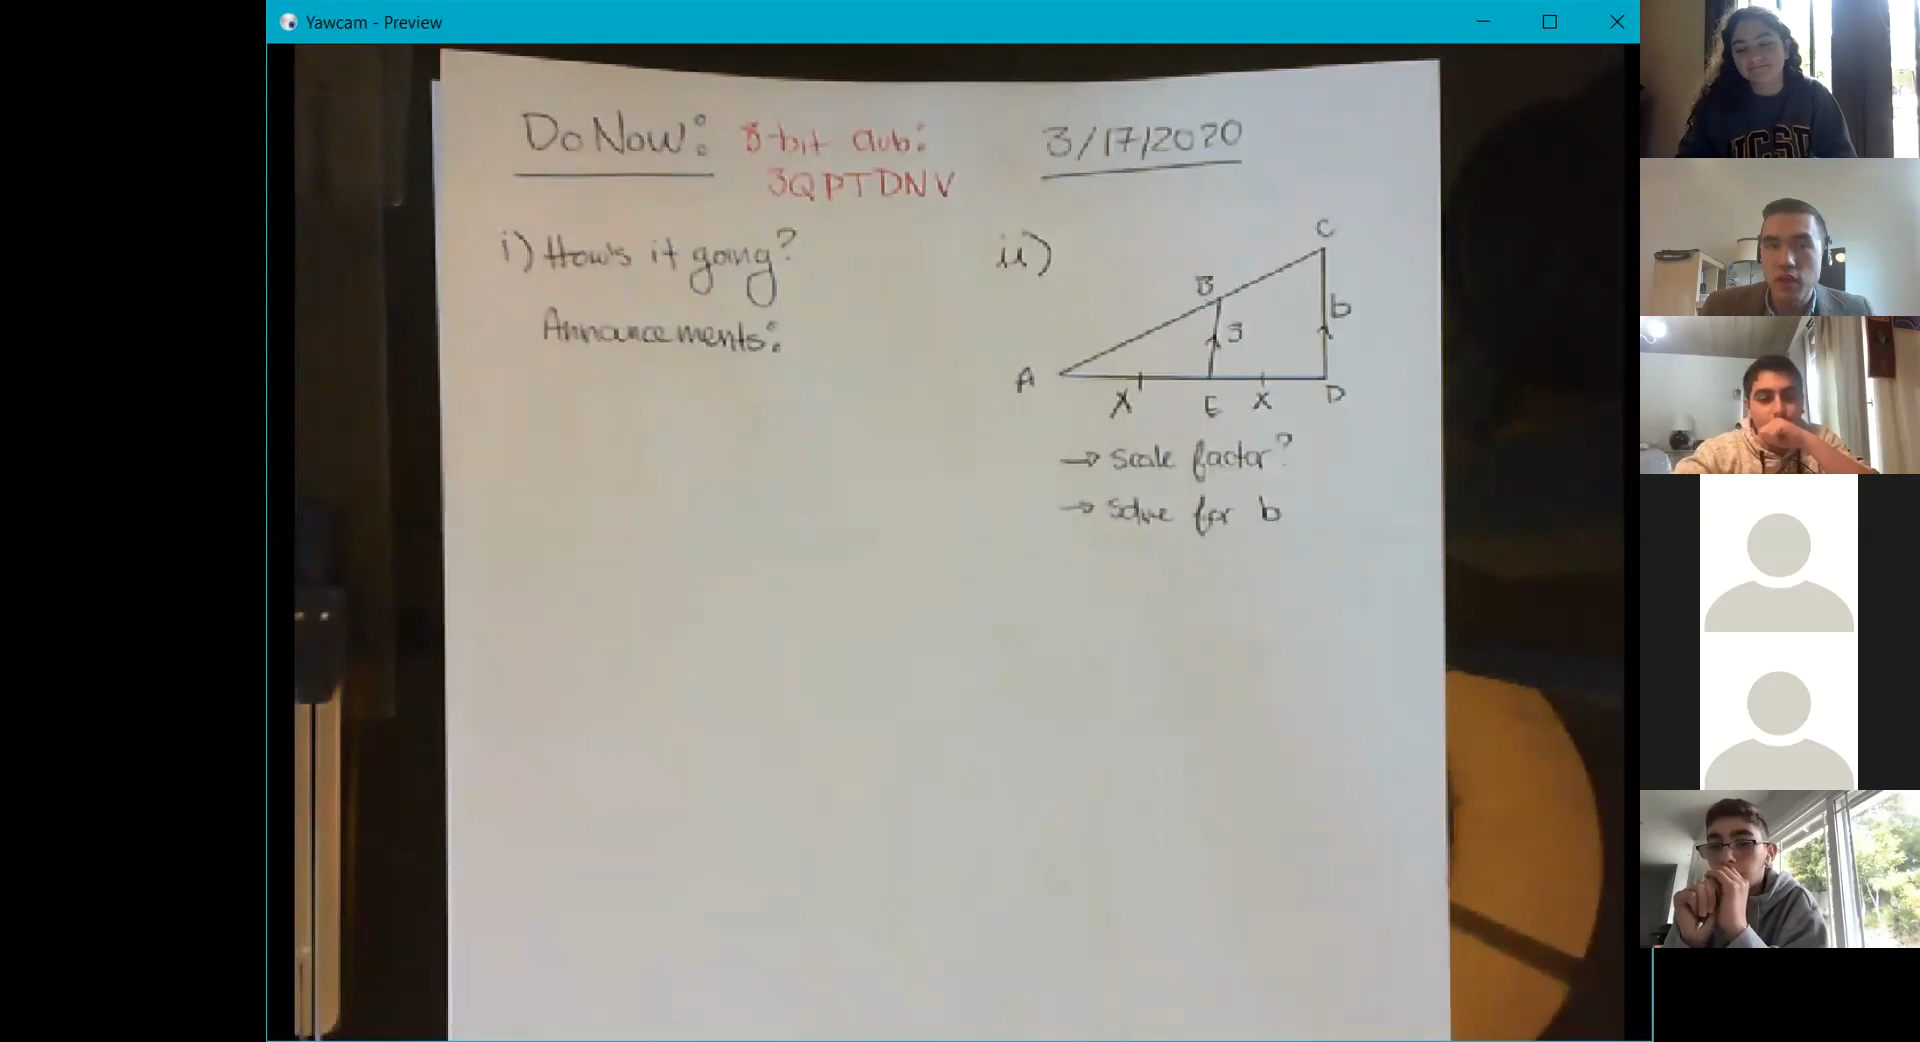 Yawcam - Preview
Do Now:
8-bit club:
3QPTDNV
3/17/2020
i) How's it going?
Announcements:
ii)
C
B
b
3
A
X
E
X
D
→ scale factor?
→ solve for b
UCSD